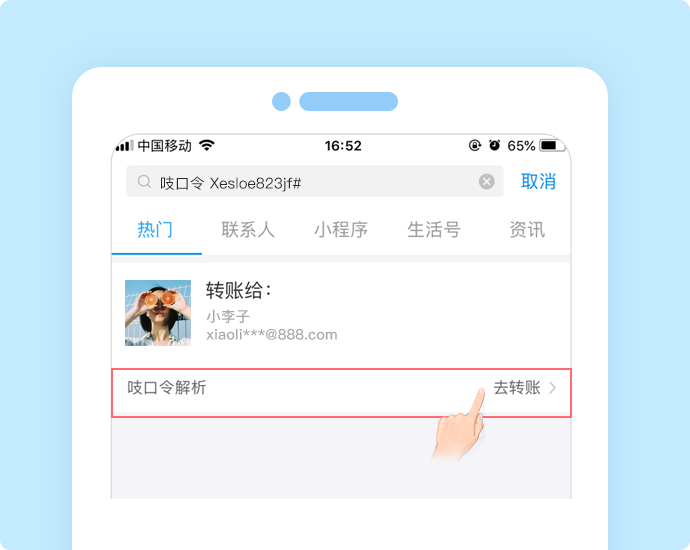 中国移动 16:52 65%
吱口令 Xesloe823jf# 取消
热门 联系人 小程序 生活号 资讯
转账给：
小李子
xiaoli***@888.com
吱口令解析 去转账